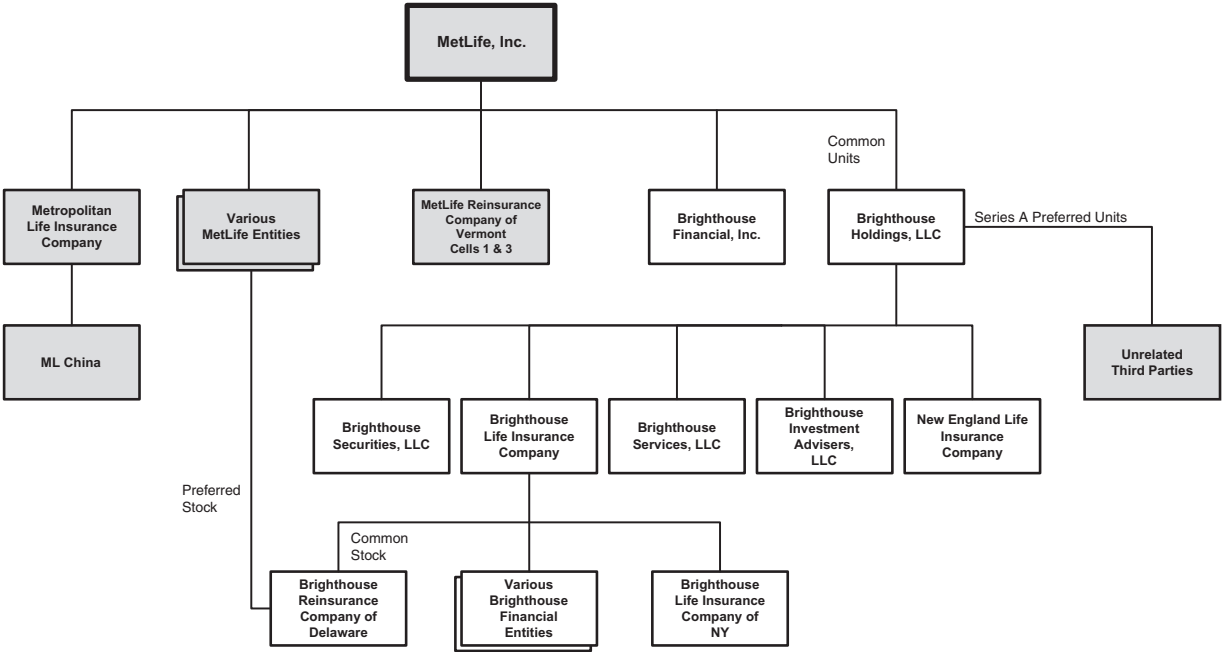 MetLife, Inc.
Common
Units
Metropolitan
Life Insurance
Company
Various
MetLife Entities
MetLife Reinsurance
Company of
Vermont
Cells 1 & 3
Brighthouse
Financial, Inc.
Brighthouse
Holdings, LLC
Series A Preferred Units
ML China
Unrelated
Third Parties
Brighthouse
Securities, LLC
Brighthouse
Life Insurance
Company
Brighthouse
Services, LLC
Brighthouse
Investment
Advisers,
LLC
New England Life
Insurance
Company
Preferred
Stock
Common
Stock
Brighthouse
Reinsurance
Company of
Delaware
Various
Brighthouse
Financial
Entities
Brighthouse
Life Insurance
Company of
NY